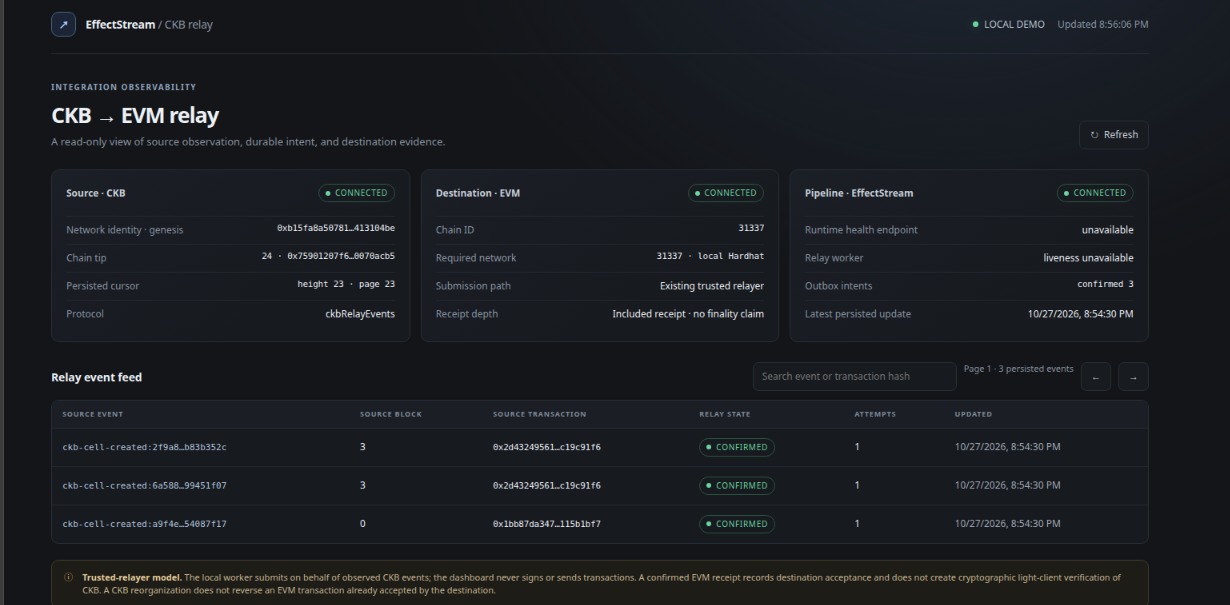 EffectStream / CKB relay
LOCAL DEMO Updated 8:56:06 PM
INTEGRATION OBSERVABILITY
CKB → EVM relay
A read-only view of source observation, durable intent, and destination evidence.
↻ Refresh
Source · CKB CONNECTED
Network identity · genesis 0xb15fa8a50781…413104be
Chain tip 24 · 0x75901207f6…0070acb5
Persisted cursor height 23 · page 23
Protocol ckbRelayEvents
Destination · EVM CONNECTED
Chain ID 31337
Required network 31337 · local Hardhat
Submission path Existing trusted relayer
Receipt depth Included receipt · no finality claim
Pipeline · EffectStream CONNECTED
Runtime health endpoint unavailable
Relay worker liveness unavailable
Outbox intents confirmed 3
Latest persisted update 10/27/2026, 8:54:30 PM
Relay event feed
Search event or transaction hash
Page 1 · 3 persisted events
← →
SOURCE EVENT SOURCE BLOCK SOURCE TRANSACTION RELAY STATE ATTEMPTS UPDATED
ckb-cell-created:2f9a8…b83b352c 3 0x2d43249561…c19c91f6 CONFIRMED 1 10/27/2026, 8:54:30 PM
ckb-cell-created:6a588…99451f07 3 0x2d43249561…c19c91f6 CONFIRMED 1 10/27/2026, 8:54:30 PM
ckb-cell-created:a9f4e…54087f17 0 0x1bb87da347…115b1bf7 CONFIRMED 1 10/27/2026, 8:54:30 PM
Trusted-relayer model. The local worker submits on behalf of observed CKB events; the dashboard never signs or sends transactions. A confirmed EVM receipt records destination acceptance and does not create cryptographic light-client verification of
CKB. A CKB reorganization does not reverse an EVM transaction already accepted by the destination.